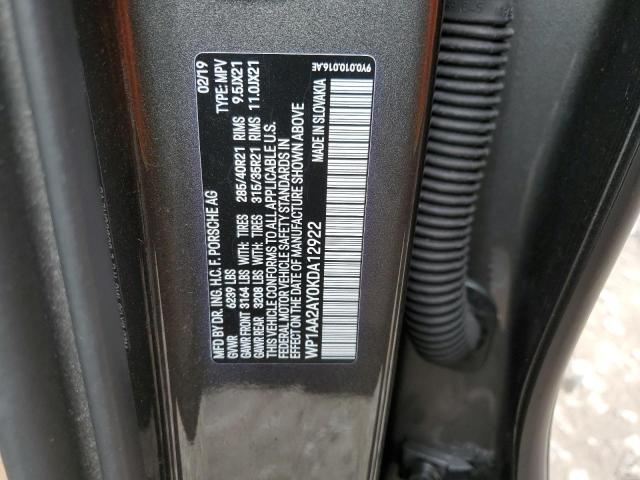 MFD BY DR. ING. H.C. F. PORSCHE AG 02/19
GVWR 6239 LBS TYPE: MPV
GAWR FRONT 3164 LBS WITH: TIRES 285/40R21 RIMS 9.5JX21
GAWR REAR 3208 LBS WITH: TIRES 315/35R21 RIMS 11.0JX21
THIS VEHICLE CONFORMS TO ALL APPLICABLE U.S.
FEDERAL MOTOR VEHICLE SAFETY STANDARDS IN
EFFECT ON THE DATE OF MANUFACTURE SHOWN ABOVE
WP1AA2AY0KDA12922 MADE IN SLOVAKIA
9Y0.010.016.AE